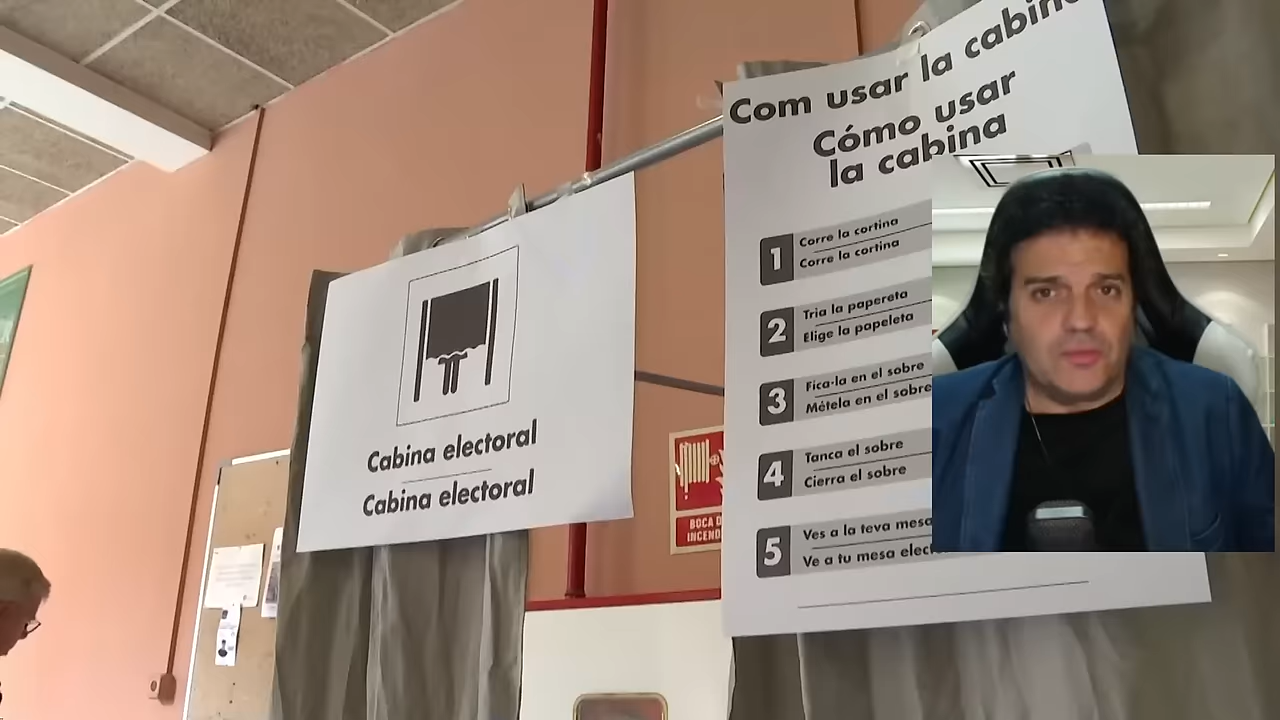 Com usar la cabina
Cómo usar
la cabina
1
Corre la cortina
Corre la cortina
2
Tria la papereta
Elige la papeleta
3
Fica·la en el sobre
Métela en el sobre
4
Tanca el sobre
Cierra el sobre
5
Ves a la teva mesa
Ve a tu mesa
Cabina electoral
Cabina electoral
BOCA
INCEND